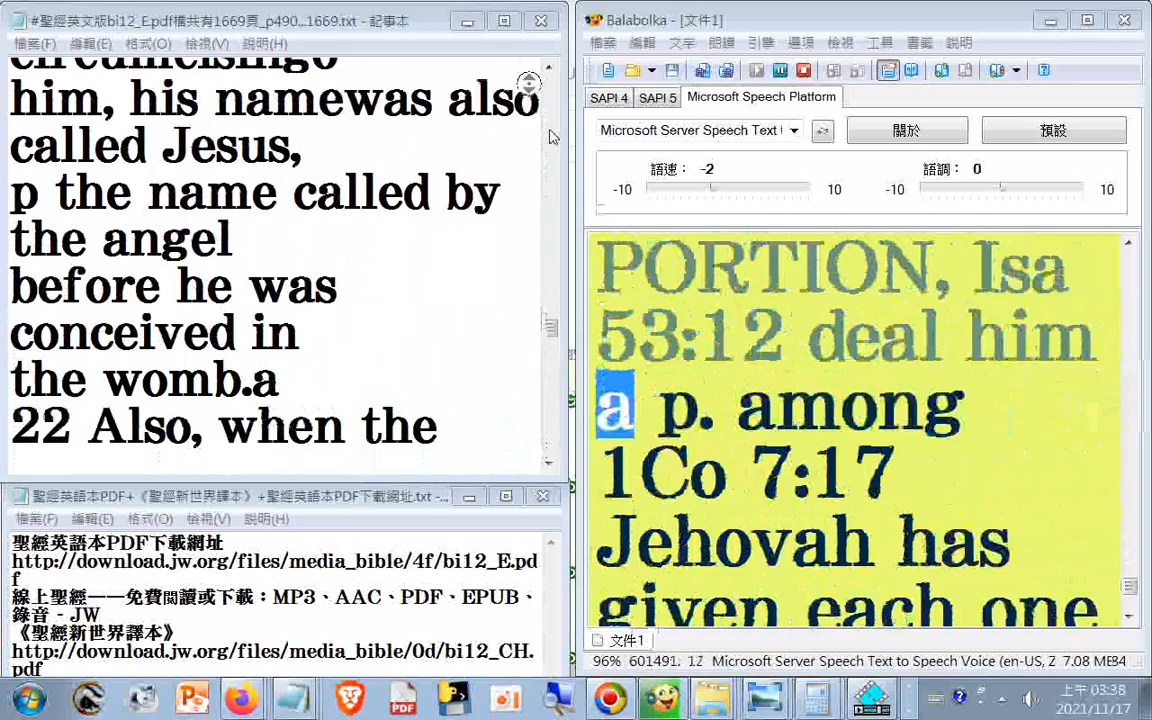 #聖經英文版bi12_E.pdf檔共有1669頁_p490...1669.txt - 記事本
檔案(F) 編輯(E) 格式(O) 檢視(V) 說明(H)
circumcising6
him, his namewas also
called Jesus,
p the name called by
the angel
before he was
conceived in
the womb.a
22 Also, when the
聖經英語本PDF+《聖經新世界譯本》+聖經英語本PDF下載網址.txt -...
檔案(F) 編輯(E) 格式(O) 檢視(V) 說明(H)
聖經英語本PDF下載網址
http://download.jw.org/files/media_bible/4f/bi12_E.pd
f
線上聖經——免費閱讀或下載：MP3、AAC、PDF、EPUB、
錄音 - JW
《聖經新世界譯本》
http://download.jw.org/files/media_bible/0d/bi12_CH.
pdf
Balabolka - [文件1]
檔案 編輯 文字 朗讀 引擎 選項 檢視 工具 書籤 說明
SAPI 4 SAPI 5 Microsoft Speech Platform
Microsoft Server Speech Text 關於 預設
語速： -2 語調： 0
-10 10 -10 10
PORTION, Isa
53:12 deal him
a p. among
1Co 7:17
Jehovah has
given each one
文件1
96% Microsoft Server Speech Text to Speech Voice (en-US, Z 7.08 MB
上午 03:38
2021/11/17